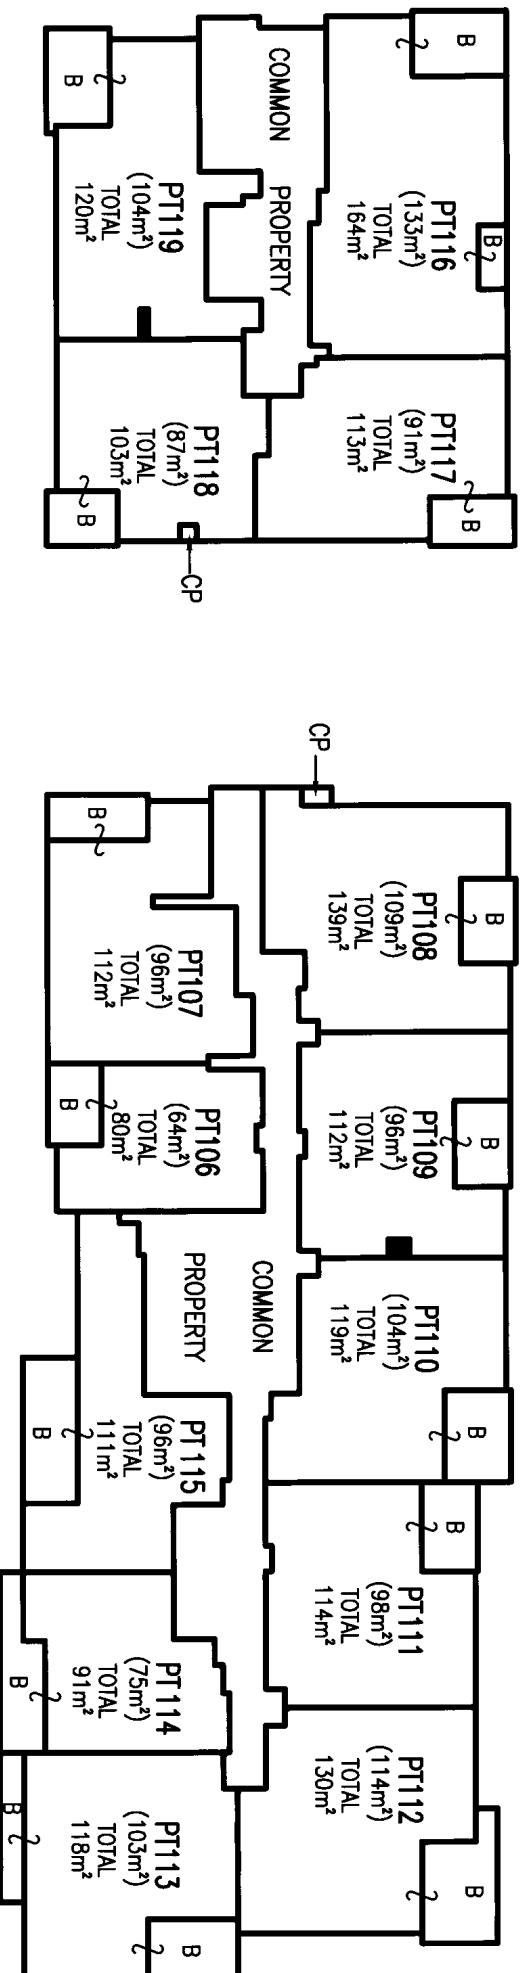 B
B
PT116
(133m²)
TOTAL
164m²
COMMON
PROPERTY
B
PT119
(104m²)
TOTAL
120m²
PT117
(91m²)
TOTAL
113m²
B
PT118
(87m²)
TOTAL
103m²
B
CP
CP
B
PT108
(109m²)
TOTAL
139m²
B
PT107
(96m²)
TOTAL
112m²
B
PT109
(96m²)
TOTAL
112m²
B
PT106
(64m²)
TOTAL
80m²
PT110
(104m²)
TOTAL
119m²
B
COMMON
PROPERTY
PT115
(96m²)
TOTAL
111m²
B
B
PT111
(98m²)
TOTAL
114m²
PT114
(75m²)
TOTAL
91m²
B
PT112
(114m²)
TOTAL
130m²
B
PT113
(103m²)
TOTAL
118m²
B
B